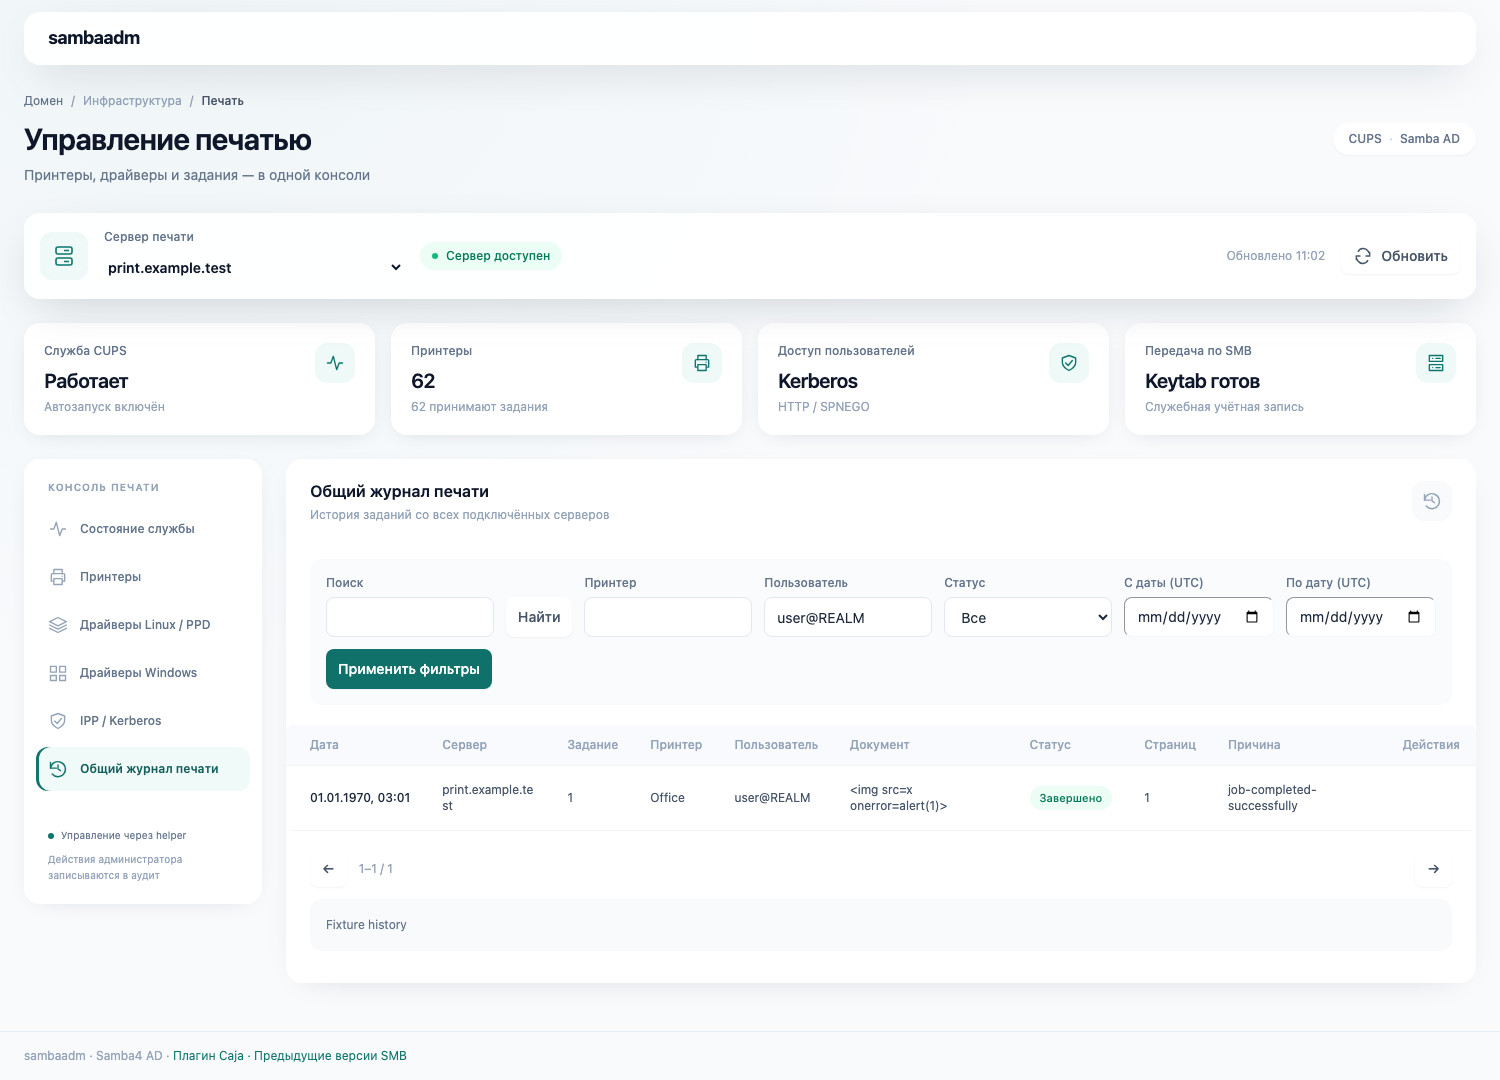 sambaadm
Домен / Инфраструктура / Печать
Управление печатью
CUPS · Samba AD
Принтеры, драйверы и задания — в одной консоли
Сервер печати
print.example.test
Сервер доступен
Обновлено 11:02
Обновить
Служба CUPS
Работает
Автозапуск включён
Принтеры
62
62 принимают задания
Доступ пользователей
Kerberos
HTTP / SPNEGO
Передача по SMB
Keytab готов
Служебная учётная запись
КОНСОЛЬ ПЕЧАТИ
Состояние службы
Принтеры
Драйверы Linux / PPD
Драйверы Windows
IPP / Kerberos
Общий журнал печати
Управление через helper
Действия администратора
записываются в аудит
Общий журнал печати
История заданий со всех подключённых серверов
Поиск
Найти
Принтер
Пользователь
user@REALM
Статус
Все
С даты (UTC)
mm/dd/yyyy
По дату (UTC)
mm/dd/yyyy
Применить фильтры
Дата Сервер Задание Принтер Пользователь Документ Статус Страниц Причина Действия
01.01.1970, 03:01
print.example.te
st
1
Office
user@REALM
<img src=x
onerror=alert(1)>
Завершено
1
job-completed-
successfully
← 1–1 / 1 →
Fixture history
sambaadm · Samba4 AD · Плагин Caja · Предыдущие версии SMB